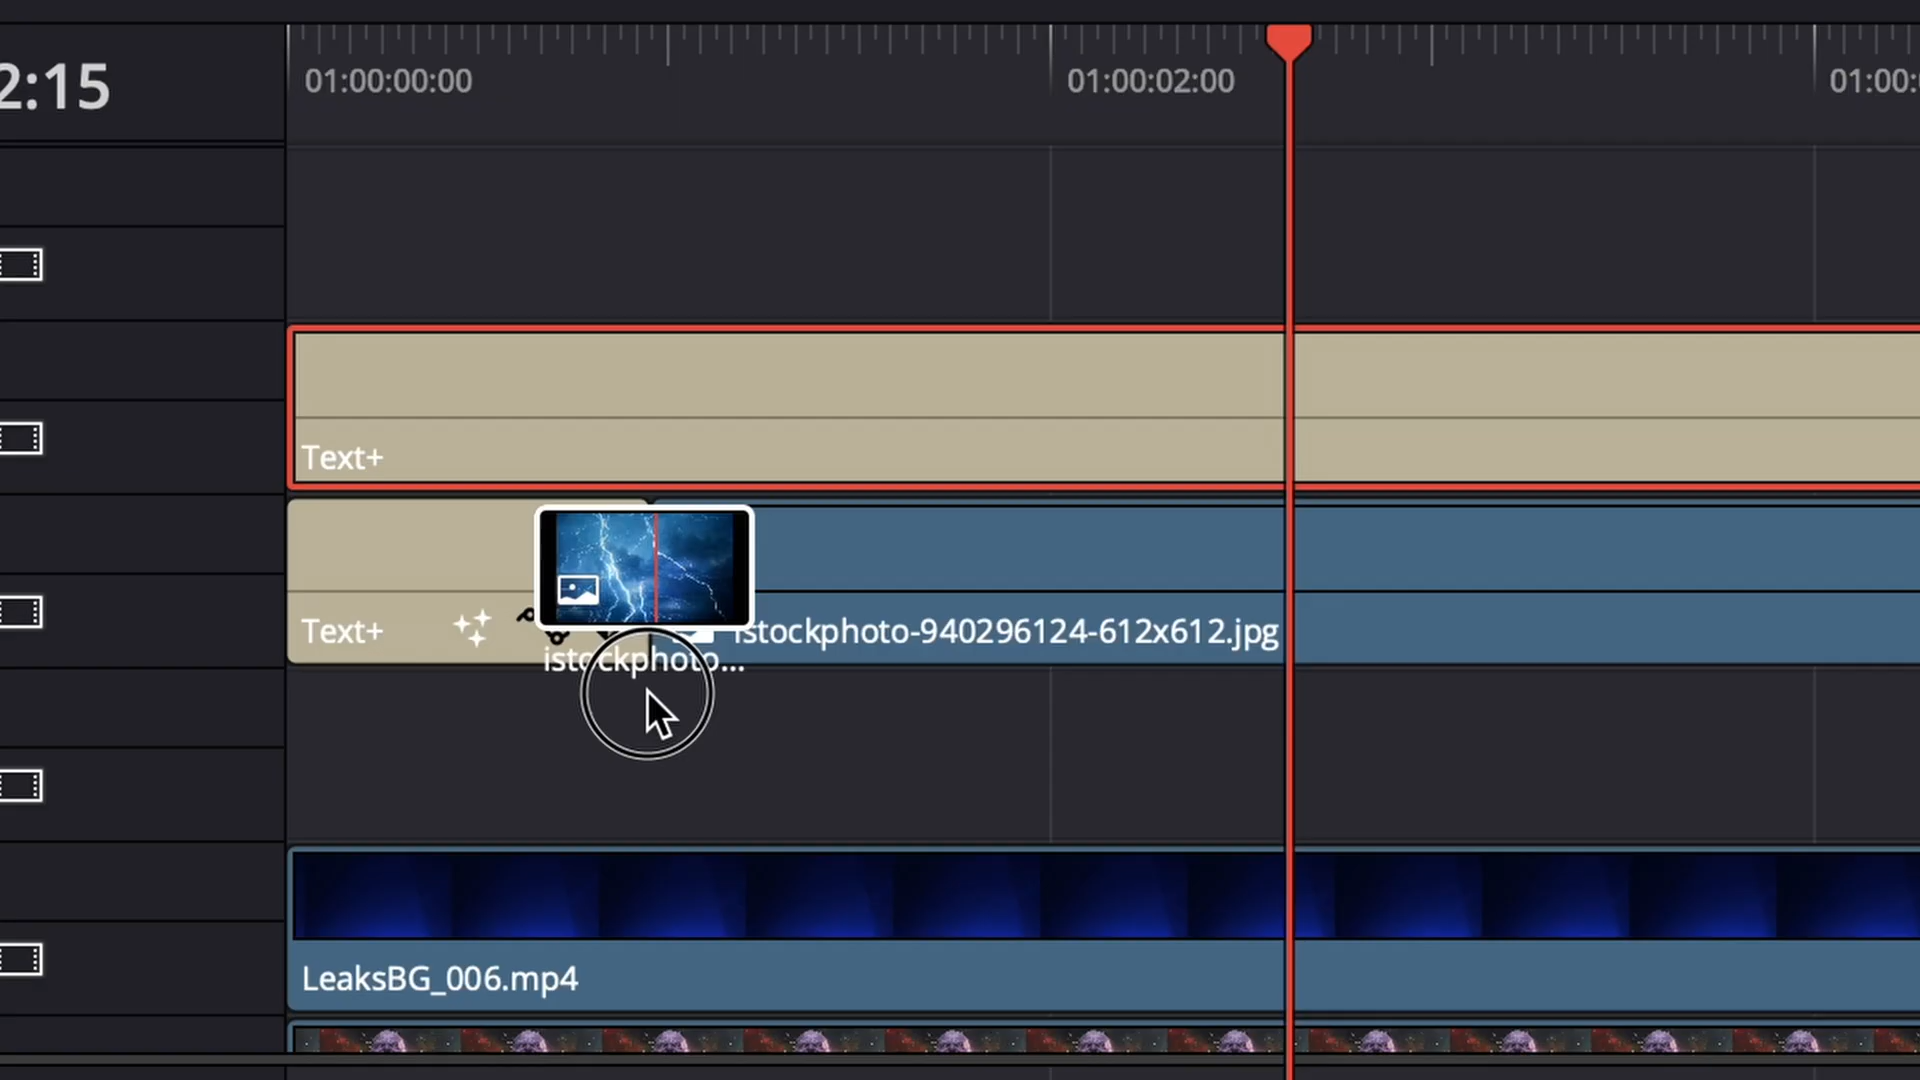 2:15
01:00:00:00
01:00:02:00
01:00:
Text+
Text+
istockphoto-940296124-612x612.jpg
istockphoto...
LeaksBG_006.mp4